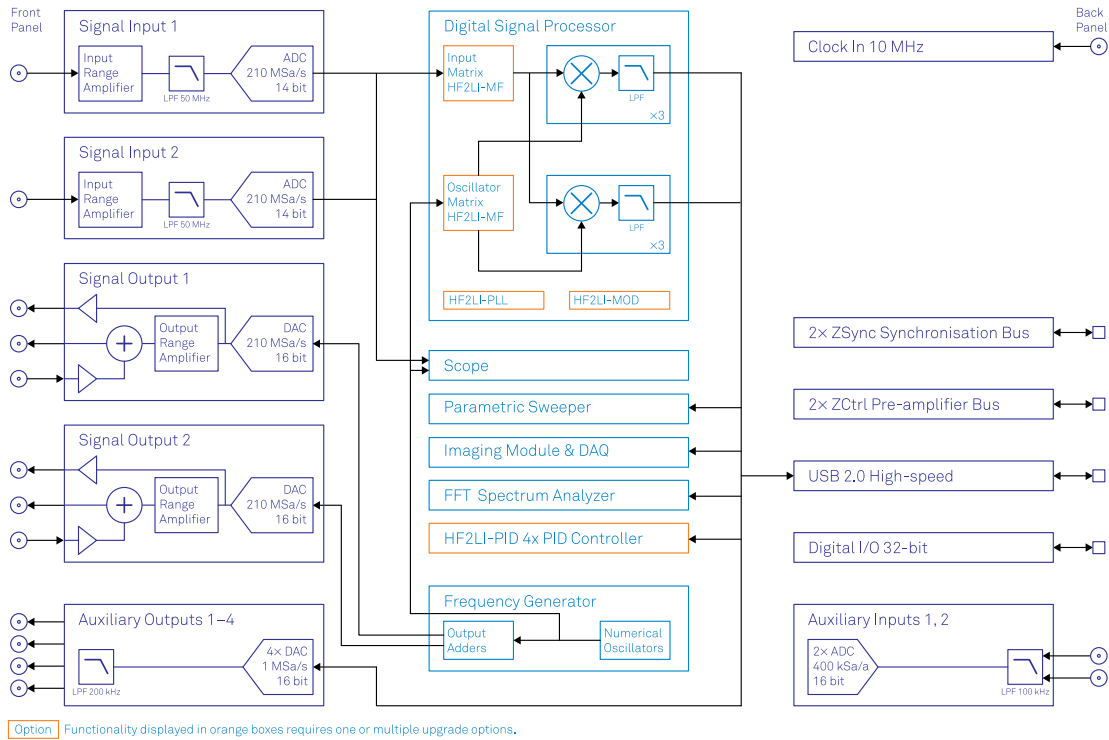 Front
Panel
Signal Input 1
Input
Range
Amplifier
LPF 50 MHz
ADC
210 MSa/s
14 bit
Signal Input 2
Input
Range
Amplifier
LPF 50 MHz
ADC
210 MSa/s
14 bit
Signal Output 1
Output
Range
Amplifier
DAC
210 MSa/s
16 bit
Signal Output 2
Output
Range
Amplifier
DAC
210 MSa/s
16 bit
Auxiliary Outputs 1–4
LPF 200 kHz
4× DAC
1 MSa/s
16 bit
Digital Signal Processor
Input
Matrix
HF2LI-MF
LPF
×3
Oscillator
Matrix
HF2LI-MF
LPF
×3
HF2LI-PLL
HF2LI-MOD
Scope
Parametric Sweeper
Imaging Module & DAQ
FFT Spectrum Analyzer
HF2LI-PID 4x PID Controller
Frequency Generator
Output
Adders
Numerical
Oscillators
Back
Panel
Clock In 10 MHz
2× ZSync Synchronisation Bus
2× ZCtrl Pre-amplifier Bus
USB 2.0 High-speed
Digital I/O 32-bit
Auxiliary Inputs 1, 2
2× ADC
400 kSa/a
16 bit
LPF 100 kHz
Option Functionality displayed in orange boxes requires one or multiple upgrade options.